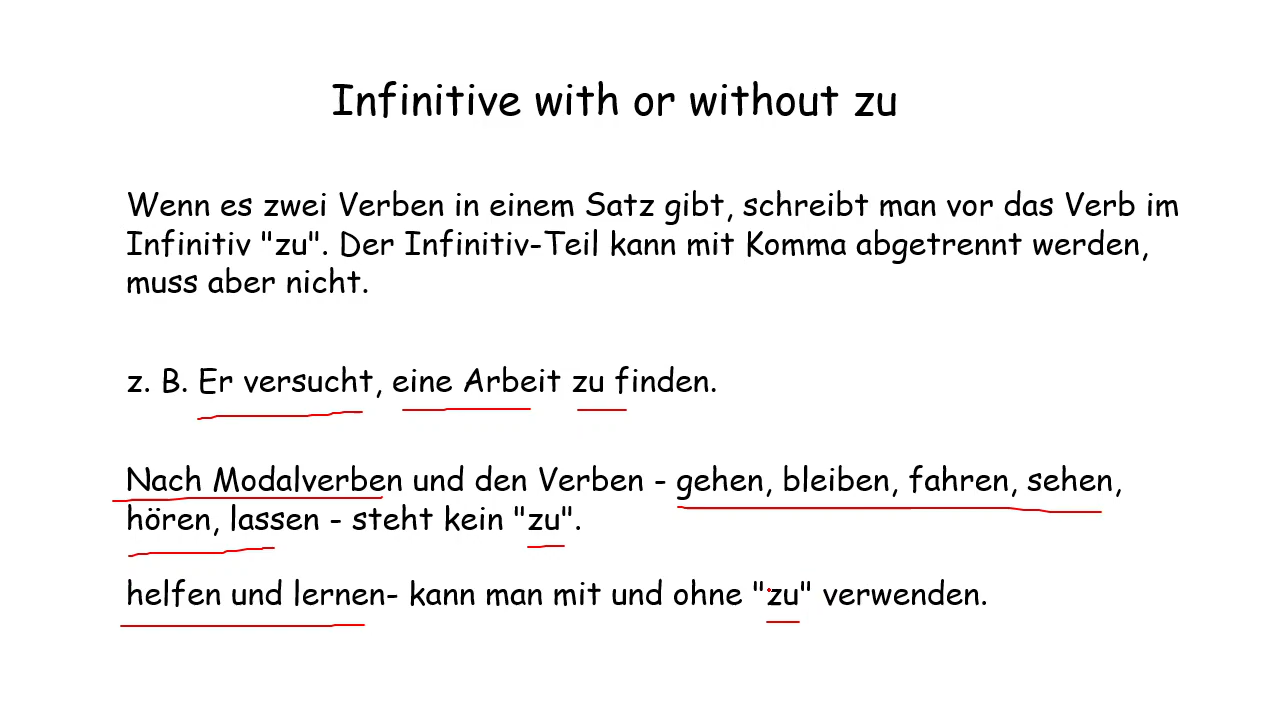 Infinitive with or without zu
Wenn es zwei Verben in einem Satz gibt, schreibt man vor das Verb im
Infinitiv "zu". Der Infinitiv-Teil kann mit Komma abgetrennt werden,
muss aber nicht.
z. B. Er versucht, eine Arbeit zu finden.
Nach Modalverben und den Verben - gehen, bleiben, fahren, sehen,
hören, lassen - steht kein "zu".
helfen und lernen- kann man mit und ohne "zu" verwenden.